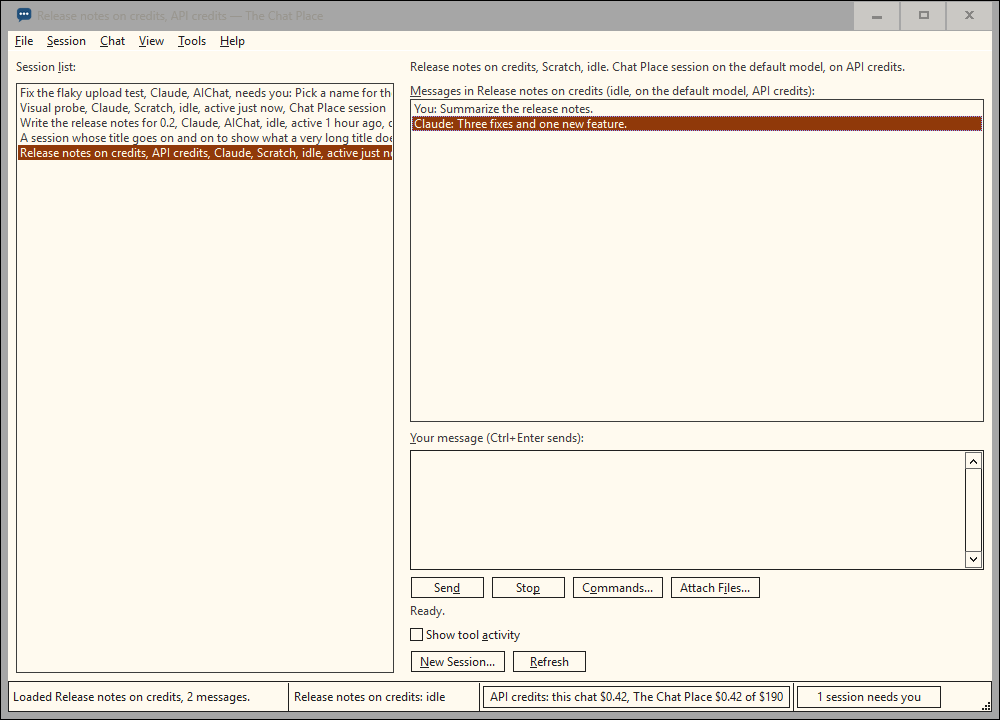 Release notes on credits, API credits — The Chat Place
File Session Chat View Tools Help
Session list:
Fix the flaky upload test, Claude, AIChat, needs you: Pick a name for th
Visual probe, Claude, Scratch, idle, active just now, Chat Place session
Write the release notes for 0.2, Claude, AIChat, idle, active 1 hour ago,
A session whose title goes on and on to show what a very long title doe
Release notes on credits, API credits, Claude, Scratch, idle, active just
Release notes on credits, Scratch, idle. Chat Place session on the default model, on API credits.
Messages in Release notes on credits (idle, on the default model, API credits):
You: Summarize the release notes.
Claude: Three fixes and one new feature.
Your message (Ctrl+Enter sends):
Send Stop Commands... Attach Files...
Ready.
Show tool activity
New Session... Refresh
Loaded Release notes on credits, 2 messages.
Release notes on credits: idle
API credits: this chat $0.42, The Chat Place $0.42 of $190
1 session needs you